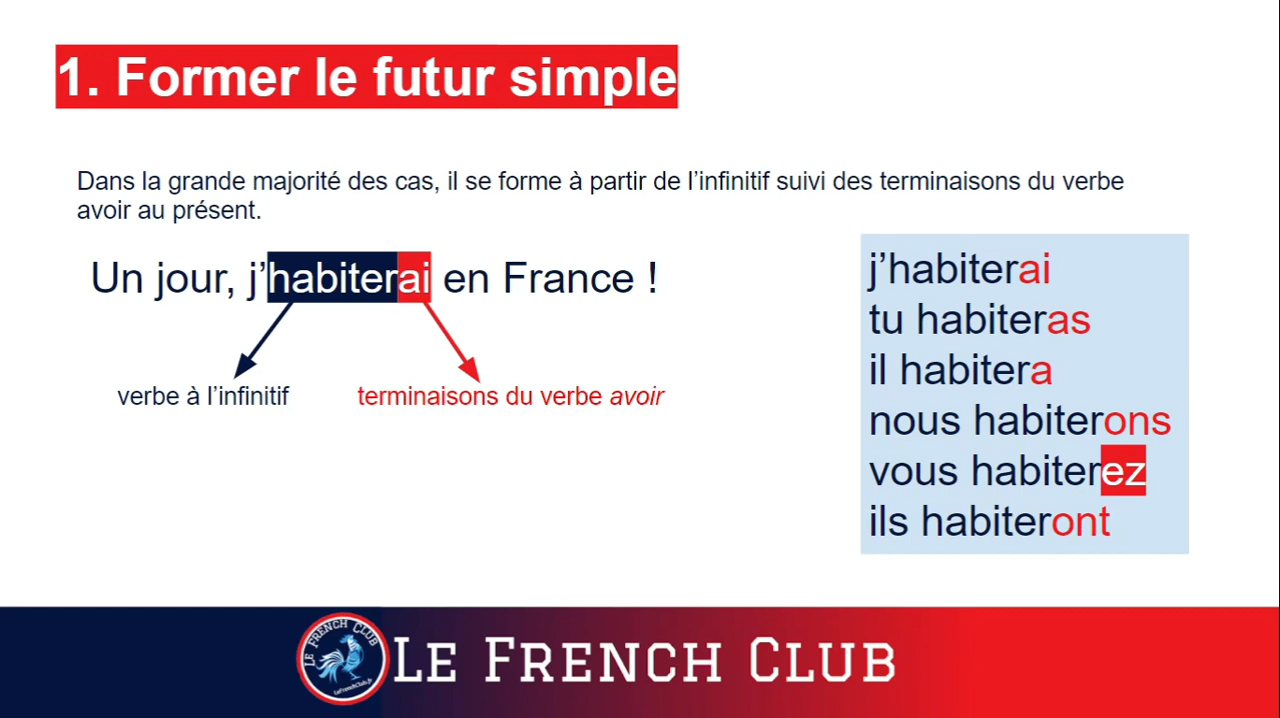 1. Former le futur simple
Dans la grande majorité des cas, il se forme à partir de l’infinitif suivi des terminaisons du verbe
avoir au présent.
Un jour, j’habiterai en France !
verbe à l’infinitif
terminaisons du verbe avoir
j’habiterai
tu habiteras
il habitera
nous habiterons
vous habiterez
ils habiteront
LE FRENCH CLUB
LeFrenchClub.fr
LE FRENCH CLUB